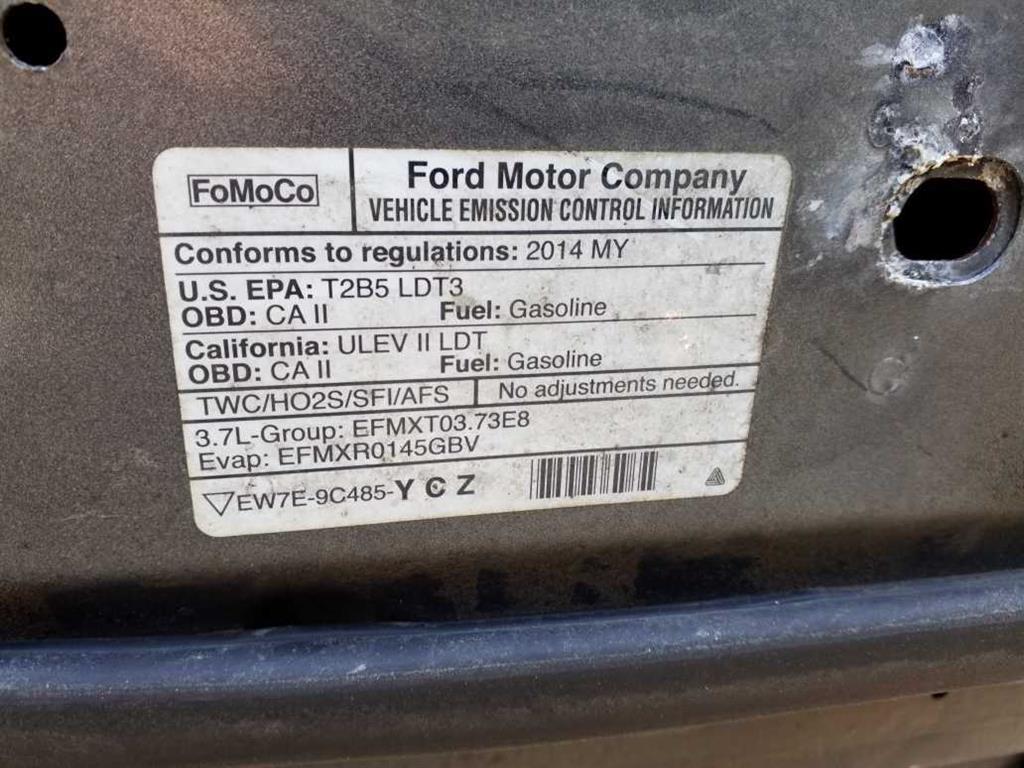 FoMoCo
Ford Motor Company
VEHICLE EMISSION CONTROL INFORMATION
Conforms to regulations: 2014 MY
U.S. EPA: T2B5 LDT3
OBD: CA II Fuel: Gasoline
California: ULEV II LDT
OBD: CA II Fuel: Gasoline
TWC/HO2S/SFI/AFS No adjustments needed.
3.7L-Group: EFMXT03.73E8
Evap: EFMXR0145GBV
EW7E-9C485-Y C Z